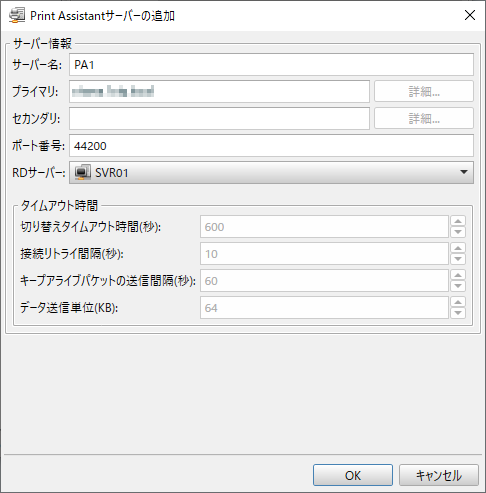 Print Assistantサーバーの追加
サーバー情報
サーバー名: PA1
プライマリ: 詳細...
セカンダリ: 詳細...
ポート番号: 44200
RDサーバー: SVR01
タイムアウト時間
切り替えタイムアウト時間(秒): 600
接続リトライ間隔(秒): 10
キープアライブパケットの送信間隔(秒): 60
データ送信単位(KB): 64
OK キャンセル